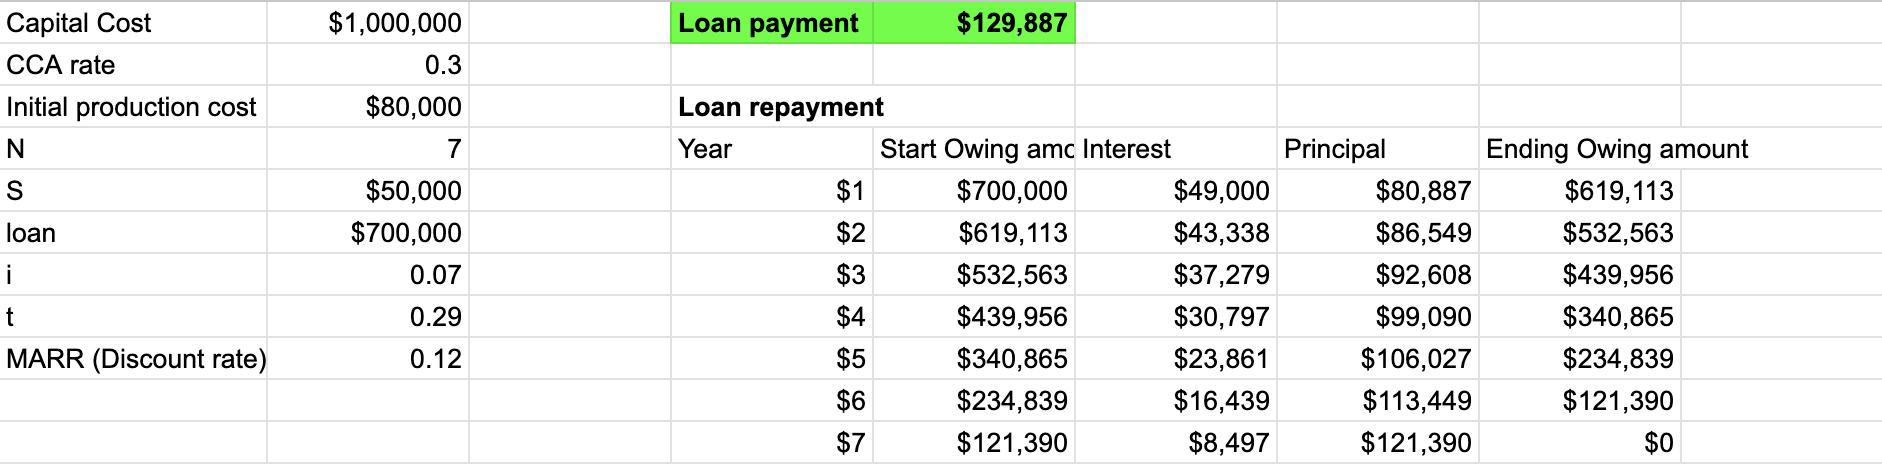 Capital Cost $1,000,000 Loan payment $129,887
CCA rate 0.3
Initial production cost $80,000 Loan repayment
N 7 Year Start Owing amo Interest Principal Ending Owing amount
S $50,000 $1 $700,000 $49,000 $80,887 $619,113
loan $700,000 $2 $619,113 $43,338 $86,549 $532,563
i 0.07 $3 $532,563 $37,279 $92,608 $439,956
t 0.29 $4 $439,956 $30,797 $99,090 $340,865
MARR (Discount rate) 0.12 $5 $340,865 $23,861 $106,027 $234,839
$6 $234,839 $16,439 $113,449 $121,390
$7 $121,390 $8,497 $121,390 $0